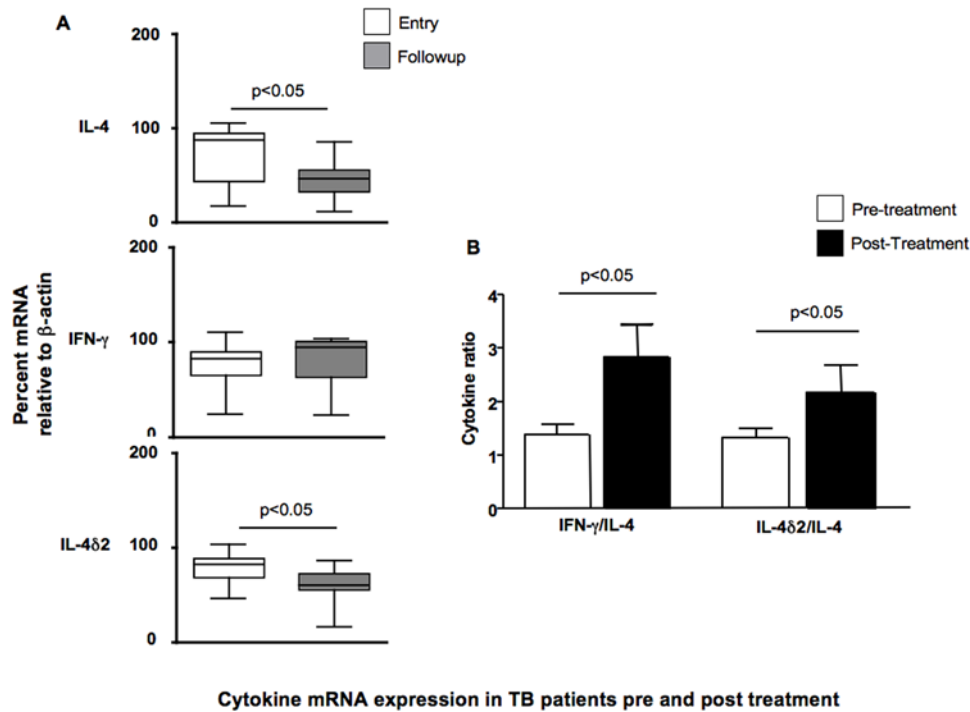 A
Entry
Followup
200
100
0
IL-4
p<0.05
Percent mRNA
relative to β-actin
200
100
0
IFN-γ
200
100
0
IL-4δ2
p<0.05
B
Pre-treatment
Post-Treatment
p<0.05
p<0.05
Cytokine ratio
4
3
2
1
0
IFN-γ/IL-4
IL-4δ2/IL-4
Cytokine mRNA expression in TB patients pre and post treatment